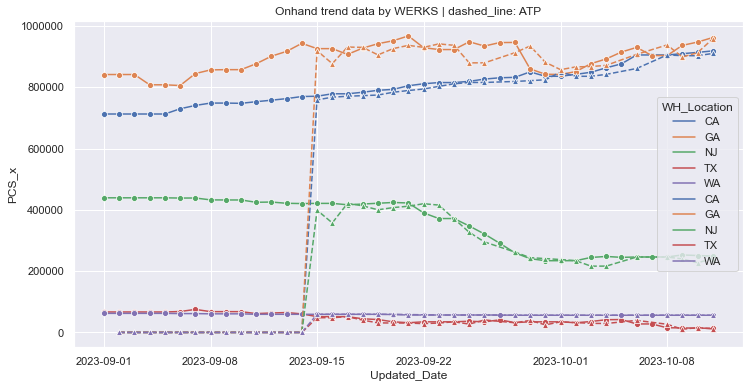 Onhand trend data by WERKS | dashed_line: ATP
PCS_x
1000000
800000
600000
400000
200000
0
WH_Location
CA
GA
NJ
TX
WA
CA
GA
NJ
TX
WA
2023-09-01
2023-09-08
2023-09-15
2023-09-22
2023-10-01
2023-10-08
Updated_Date